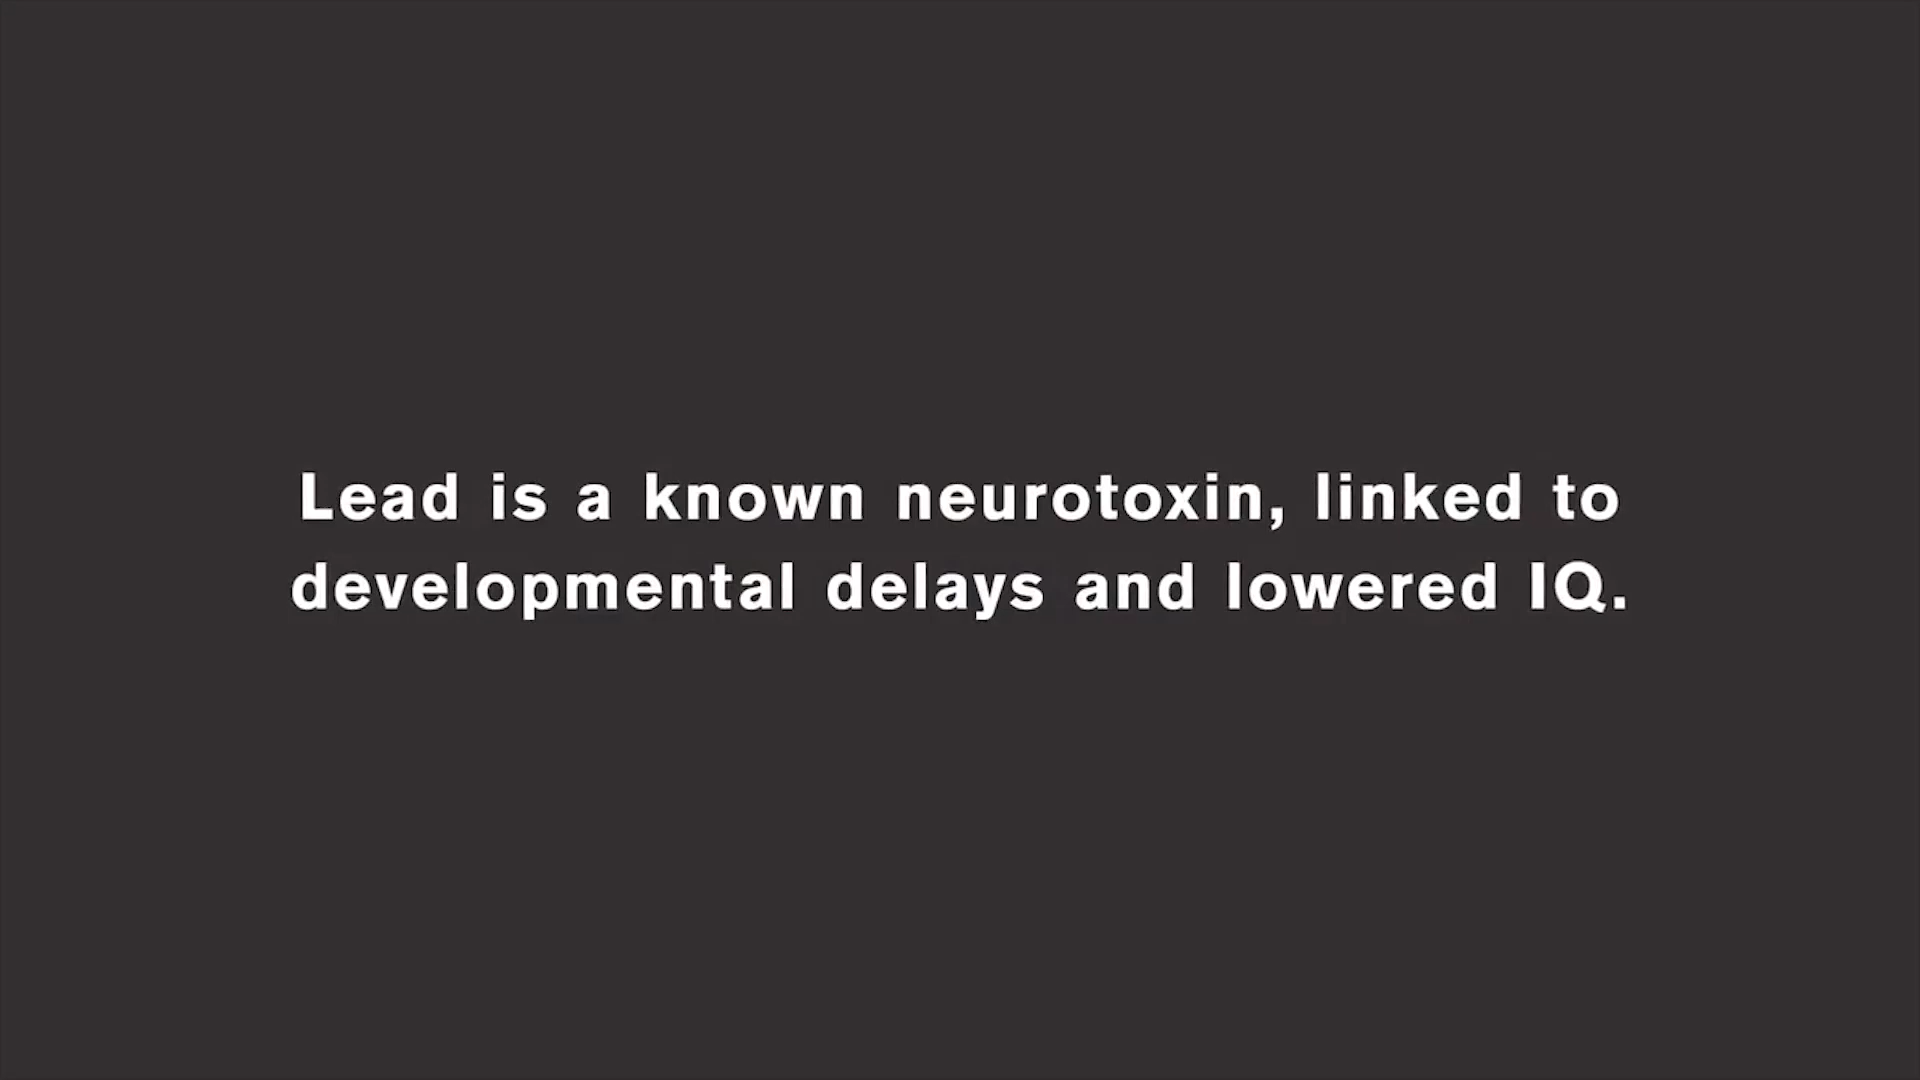 Lead is a known neurotoxin, linked to
developmental delays and lowered IQ.